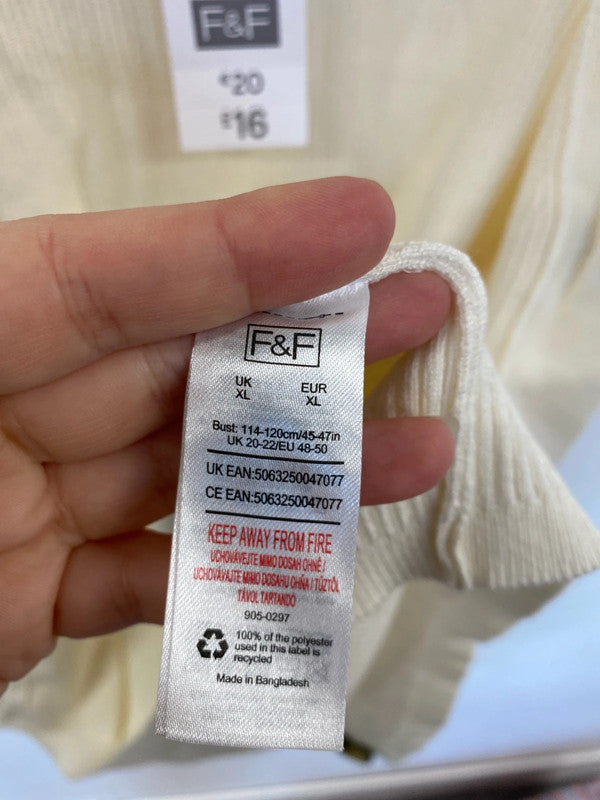 F&F
€20
£16
F&F
UK EUR
XL XL
Bust: 114-120cm/45-47in
UK 20-22/EU 48-50
UK EAN:5063250047077
CE EAN:5063250047077
KEEP AWAY FROM FIRE
UCHOVÁVEJTE MIMO DOSAH OHNĚ/
UCHOVÁVAJTE MIMO DOSAHU OHŇA / TŰZTŐL
TÁVOL TARTANDÓ
905-0297
100% of the polyester
used in this label is
recycled
Made in Bangladesh